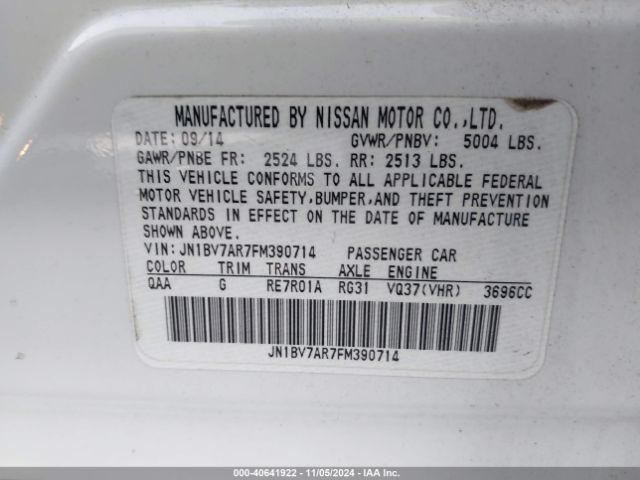 MANUFACTURED BY NISSAN MOTOR CO.,LTD.
DATE: 09/14 GVWR/PNBV: 5004 LBS.
GAWR/PNBE FR: 2524 LBS. RR: 2513 LBS.
THIS VEHICLE CONFORMS TO ALL APPLICABLE FEDERAL
MOTOR VEHICLE SAFETY,BUMPER,AND THEFT PREVENTION
STANDARDS IN EFFECT ON THE DATE OF MANUFACTURE
SHOWN ABOVE.
VIN: JN1BV7AR7FM390714 PASSENGER CAR
COLOR TRIM TRANS AXLE ENGINE
QAA G RE7R01A RG31 VQ37(VHR) 3696CC
JN1BV7AR7FM390714
000-40641922 - 11/05/2024 - IAA Inc. (IAA)